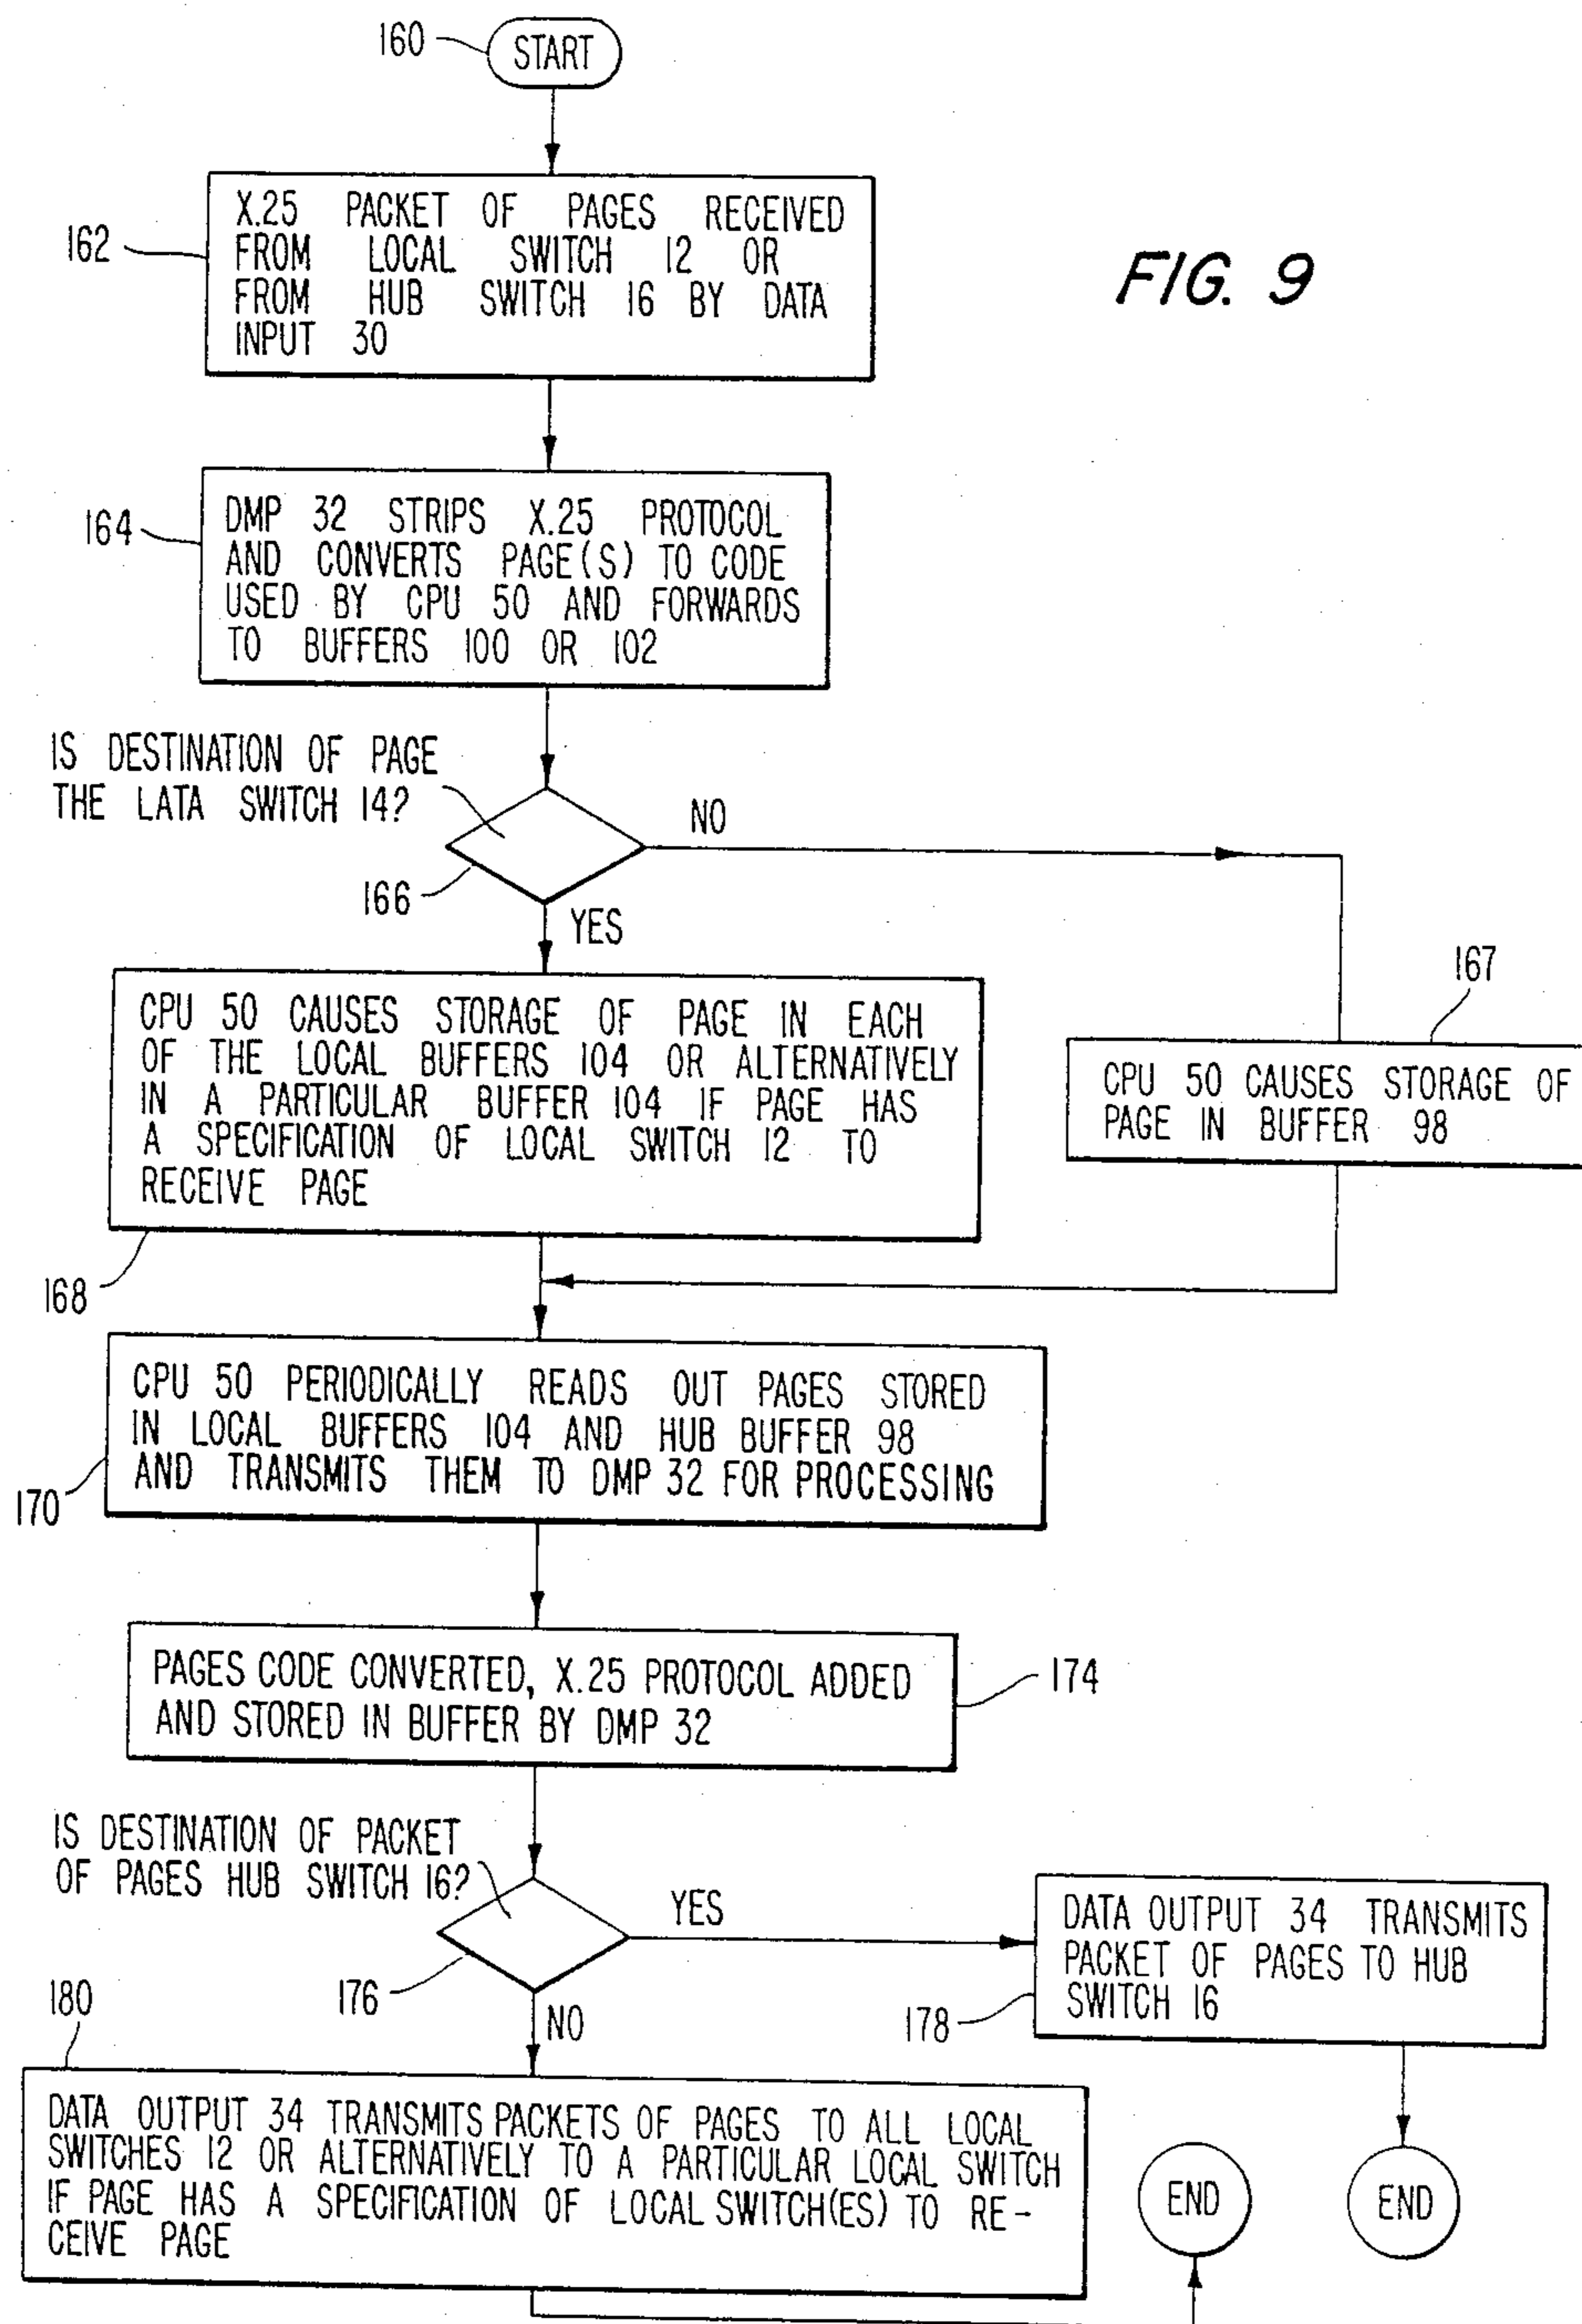 160
START
162
X.25 PACKET OF PAGES RECEIVED
FROM LOCAL SWITCH 12 OR
FROM HUB SWITCH 16 BY DATA
INPUT 30
FIG. 9
164
DMP 32 STRIPS X.25 PROTOCOL
AND CONVERTS PAGE(S) TO CODE
USED BY CPU 50 AND FORWARDS
TO BUFFERS 100 OR 102
IS DESTINATION OF PAGE
THE LATA SWITCH 14?
NO
166
YES
167
CPU 50 CAUSES STORAGE OF PAGE IN EACH
OF THE LOCAL BUFFERS 104 OR ALTERNATIVELY
IN A PARTICULAR BUFFER 104 IF PAGE HAS
A SPECIFICATION OF LOCAL SWITCH 12 TO
RECEIVE PAGE
CPU 50 CAUSES STORAGE OF
PAGE IN BUFFER 98
168
CPU 50 PERIODICALLY READS OUT PAGES STORED
IN LOCAL BUFFERS 104 AND HUB BUFFER 98
AND TRANSMITS THEM TO DMP 32 FOR PROCESSING
170
PAGES CODE CONVERTED, X.25 PROTOCOL ADDED
AND STORED IN BUFFER BY DMP 32
174
IS DESTINATION OF PACKET
OF PAGES HUB SWITCH 16?
YES
176
NO
DATA OUTPUT 34 TRANSMITS
PACKET OF PAGES TO HUB
SWITCH 16
178
180
DATA OUTPUT 34 TRANSMITS PACKETS OF PAGES TO ALL LOCAL
SWITCHES 12 OR ALTERNATIVELY TO A PARTICULAR LOCAL SWITCH
IF PAGE HAS A SPECIFICATION OF LOCAL SWITCH(ES) TO RE-
CEIVE PAGE
END
END